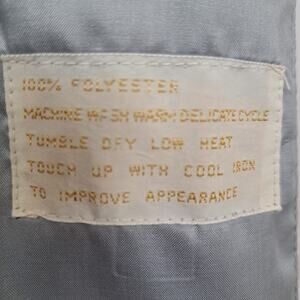 100% POLYESTER
MACHINE WASH WARM DELICATE CYCLE
TUMBLE DRY LOW HEAT
TOUCH UP WITH COOL IRON
TO IMPROVE APPEARANCE